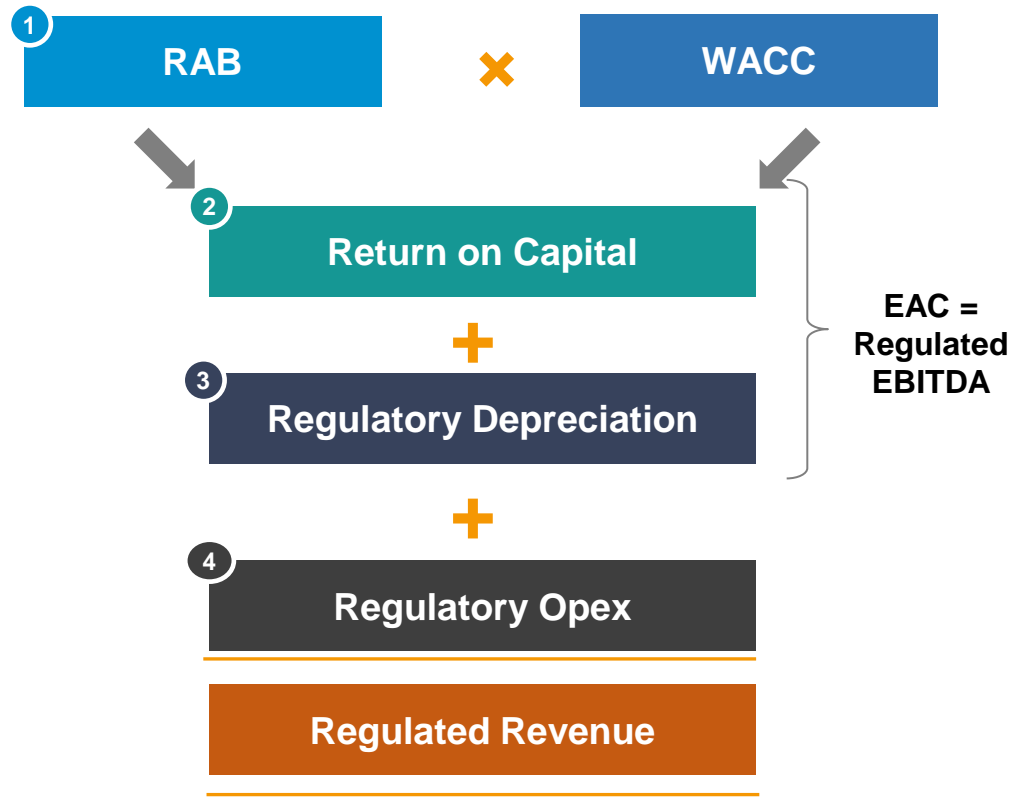 1
RAB
×
WACC
2
Return on Capital
+
3
Regulatory Depreciation
+
4
Regulatory Opex
Regulated Revenue
EAC =
Regulated
EBITDA